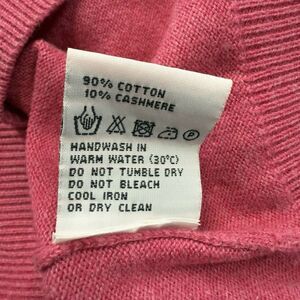 90% COTTON
10% CASHMERE
P
HANDWASH IN
WARM WATER (30°C)
DO NOT TUMBLE DRY
DO NOT BLEACH
COOL IRON
OR DRY CLEAN